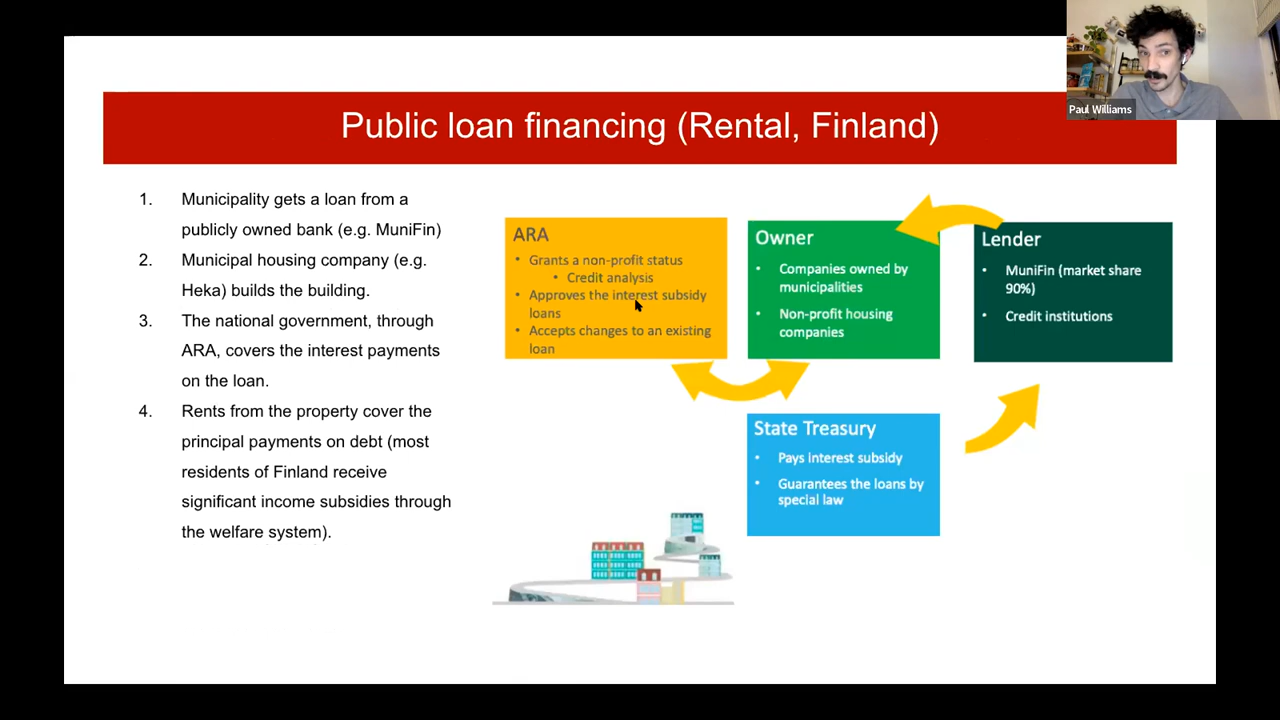 Paul Williams
Public loan financing (Rental, Finland)
1. Municipality gets a loan from a
publicly owned bank (e.g. MuniFin)
2. Municipal housing company (e.g.
Heka) builds the building.
3. The national government, through
ARA, covers the interest payments
on the loan.
4. Rents from the property cover the
principal payments on debt (most
residents of Finland receive
significant income subsidies through
the welfare system).
ARA
• Grants a non-profit status
• Credit analysis
• Approves the interest subsidy
loans
• Accepts changes to an existing
loan
Owner
• Companies owned by
municipalities
• Non-profit housing
companies
Lender
• MuniFin (market share
90%)
• Credit institutions
State Treasury
• Pays interest subsidy
• Guarantees the loans by
special law